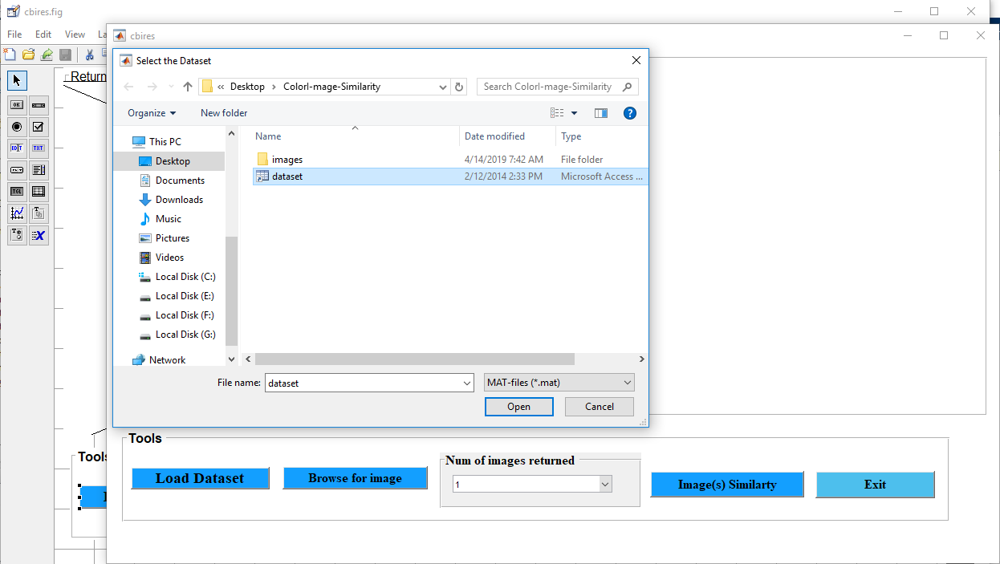 cbires.fig
File Edit View La
cbires
Select the Dataset
« Desktop › Colorl-mage-Similarity
Search Colorl-mage-Similarity
Organize
New folder
Name
Date modified
Type
This PC
Desktop
Documents
Downloads
Music
Pictures
Videos
Local Disk (C:)
Local Disk (E:)
Local Disk (F:)
Local Disk (G:)
Network
images 4/14/2019 7:42 AM File folder
dataset 2/12/2014 2:33 PM Microsoft Access ...
File name: dataset
MAT-files (*.mat)
Open
Cancel
Return
OK
EDIT
TXT
TGL
X
Tools
Tools
Load Dataset
Browse for image
Num of images returned
1
Image(s) Similarty
Exit